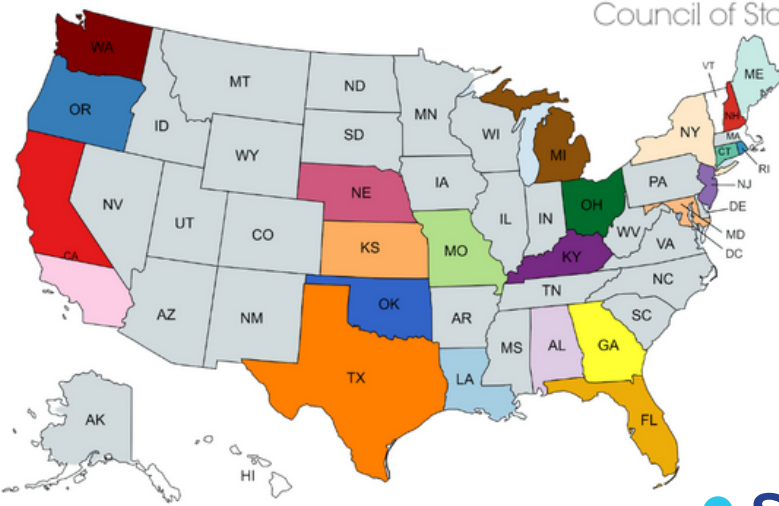 Council of Sta
WA
MT
ND
MN
VT
ME
OR
ID
SD
WI
NY
NH
MA
CT
RI
WY
MI
NE
IA
PA
NJ
NV
UT
CO
KS
MO
IL
IN
OH
WV
DE
MD
DC
VA
KY
CA
AZ
NM
OK
AR
TN
NC
SC
MS
AL
GA
TX
LA
FL
AK
HI
S